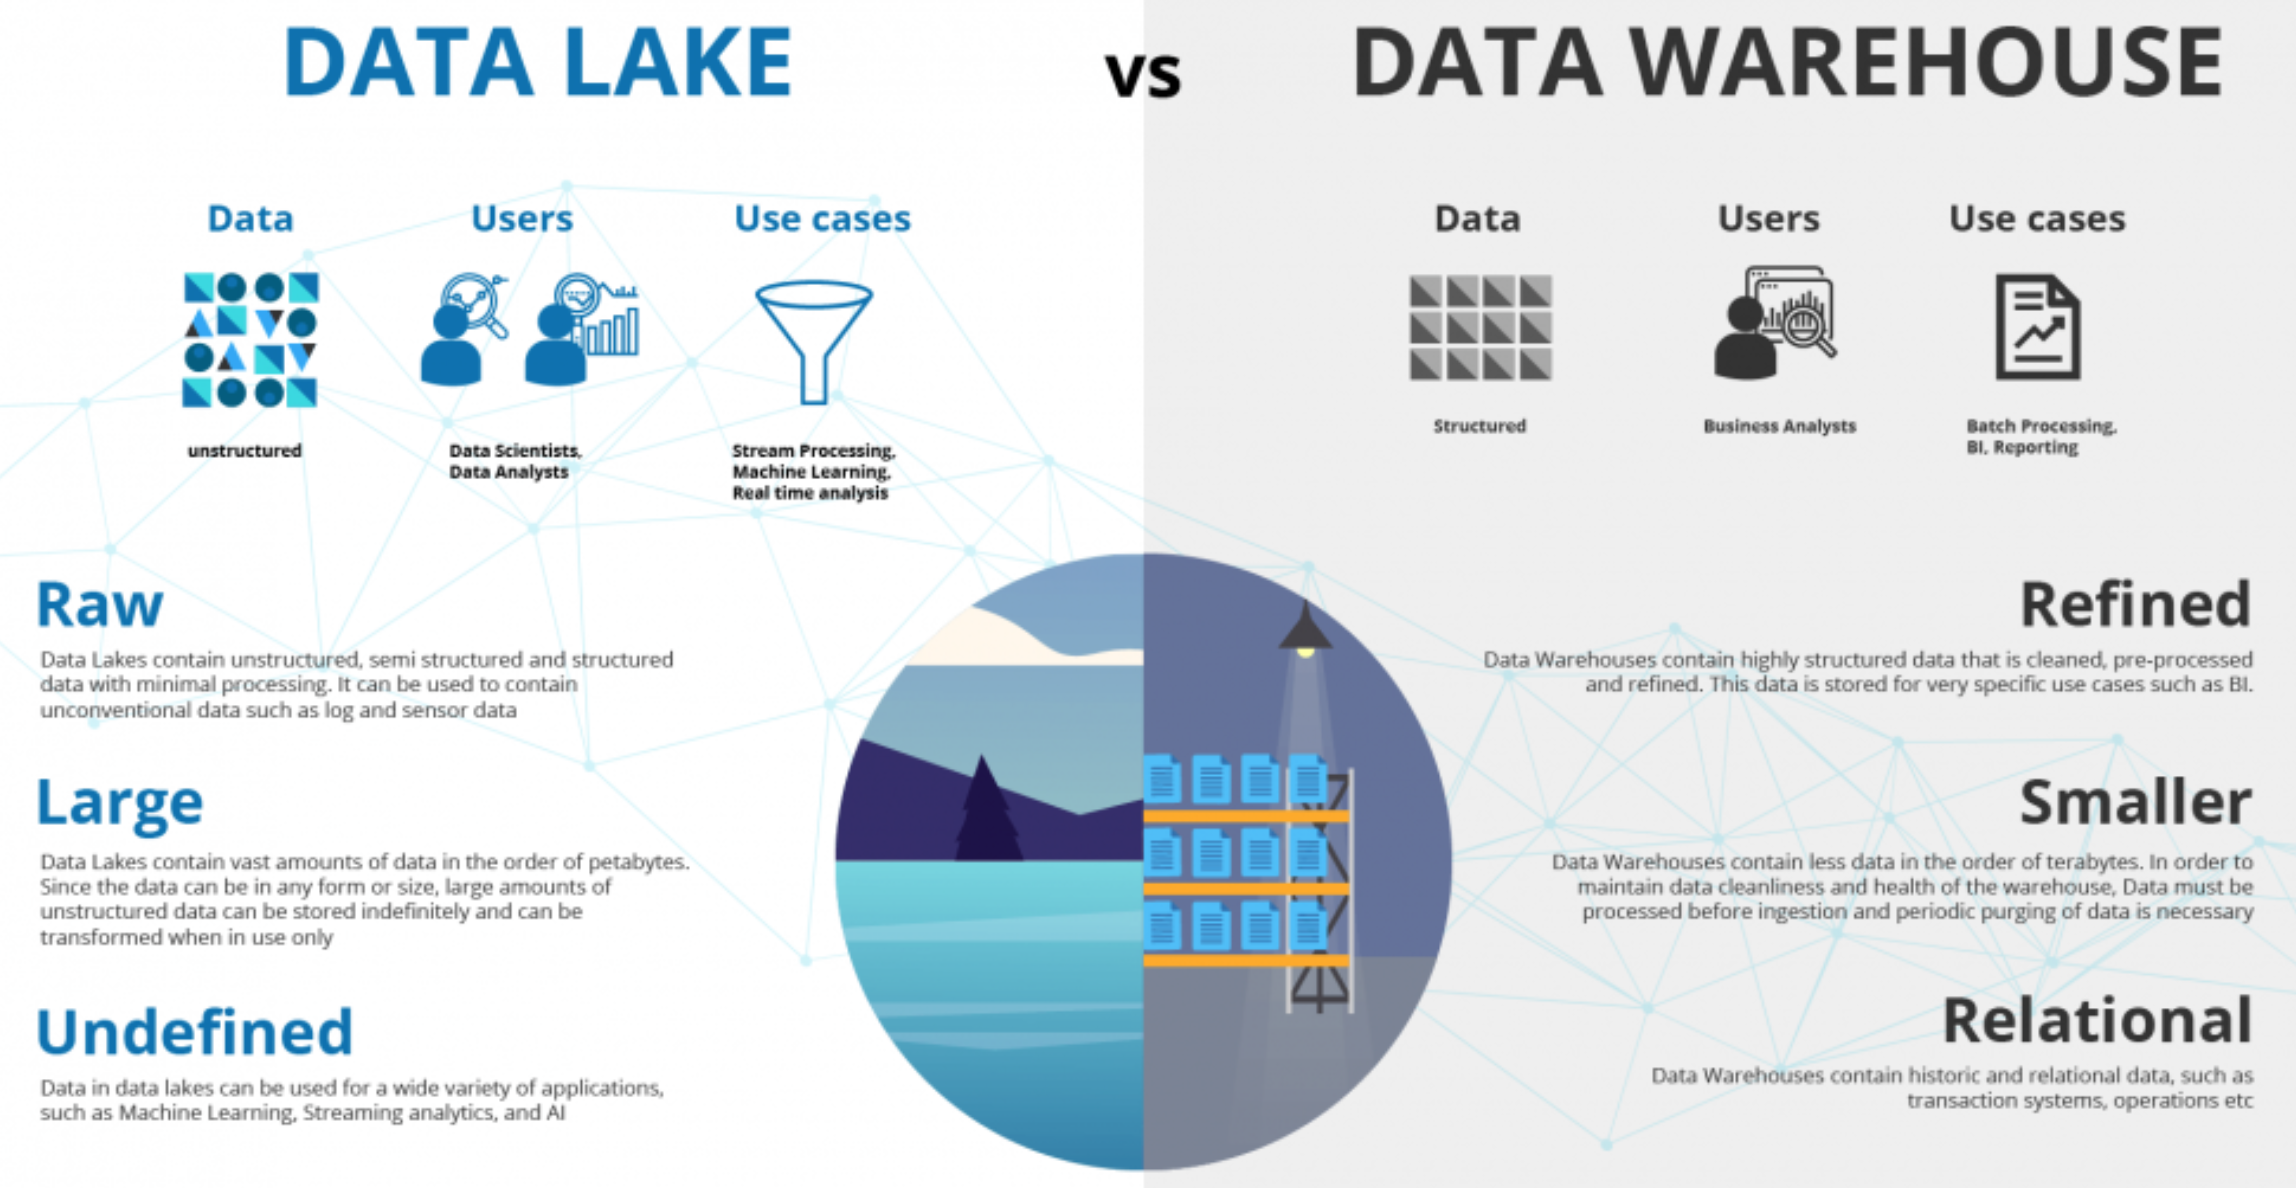 DATA LAKE
vs
DATA WAREHOUSE
Data
Users
Use cases
unstructured
Data Scientists,
Data Analysts
Stream Processing,
Machine Learning,
Real time analysis
Data
Users
Use cases
Structured
Business Analysts
Batch Processing,
BI, Reporting
Raw
Data Lakes contain unstructured, semi structured and structured
data with minimal processing. It can be used to contain
unconventional data such as log and sensor data
Large
Data Lakes contain vast amounts of data in the order of petabytes.
Since the data can be in any form or size, large amounts of
unstructured data can be stored indefinitely and can be
transformed when in use only
Undefined
Data in data lakes can be used for a wide variety of applications,
such as Machine Learning, Streaming analytics, and AI
Refined
Data Warehouses contain highly structured data that is cleaned, pre-processed
and refined. This data is stored for very specific use cases such as BI.
Smaller
Data Warehouses contain less data in the order of terabytes. In order to
maintain data cleanliness and health of the warehouse, Data must be
processed before ingestion and periodic purging of data is necessary
Relational
Data Warehouses contain historic and relational data, such as
transaction systems, operations etc